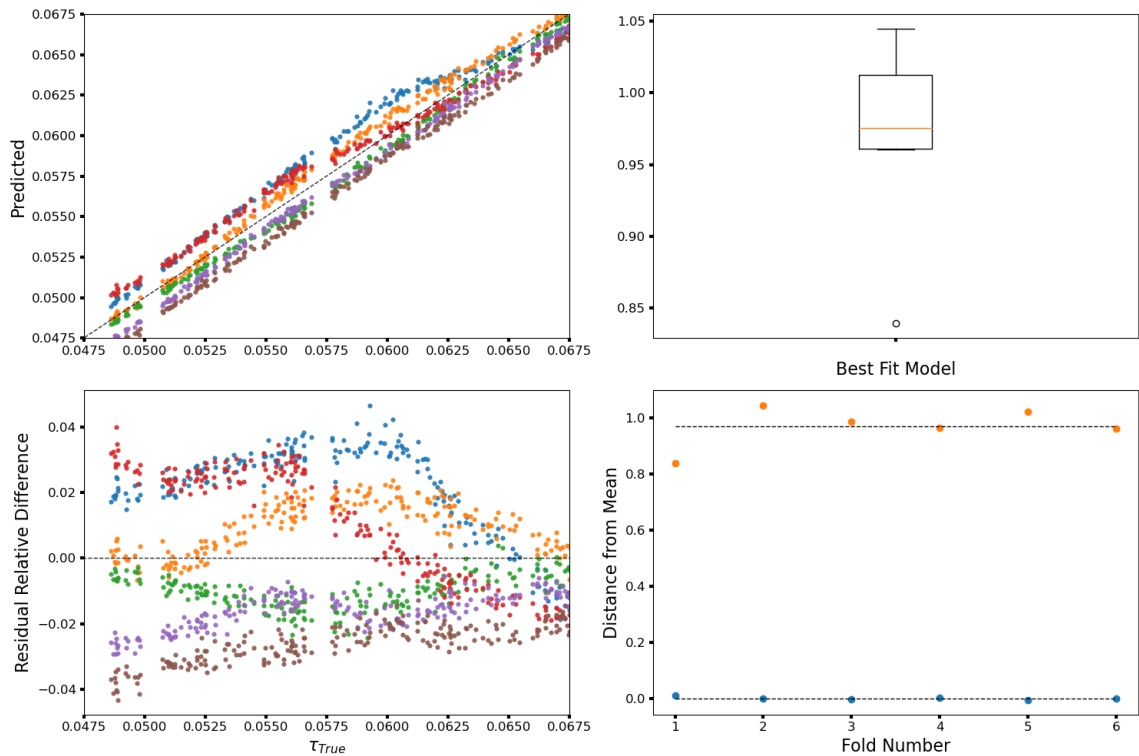 0.0675
0.0650
0.0625
0.0600
0.0575
0.0550
0.0525
0.0500
0.0475
Predicted
0.0475 0.0500 0.0525 0.0550 0.0575 0.0600 0.0625 0.0650 0.0675
1.05
1.00
0.95
0.90
0.85
Best Fit Model
0.04
0.02
0.00
−0.02
−0.04
Residual Relative Difference
0.0475 0.0500 0.0525 0.0550 0.0575 0.0600 0.0625 0.0650 0.0675
τTrue
1.0
0.8
0.6
0.4
0.2
0.0
Distance from Mean
1 2 3 4 5 6
Fold Number